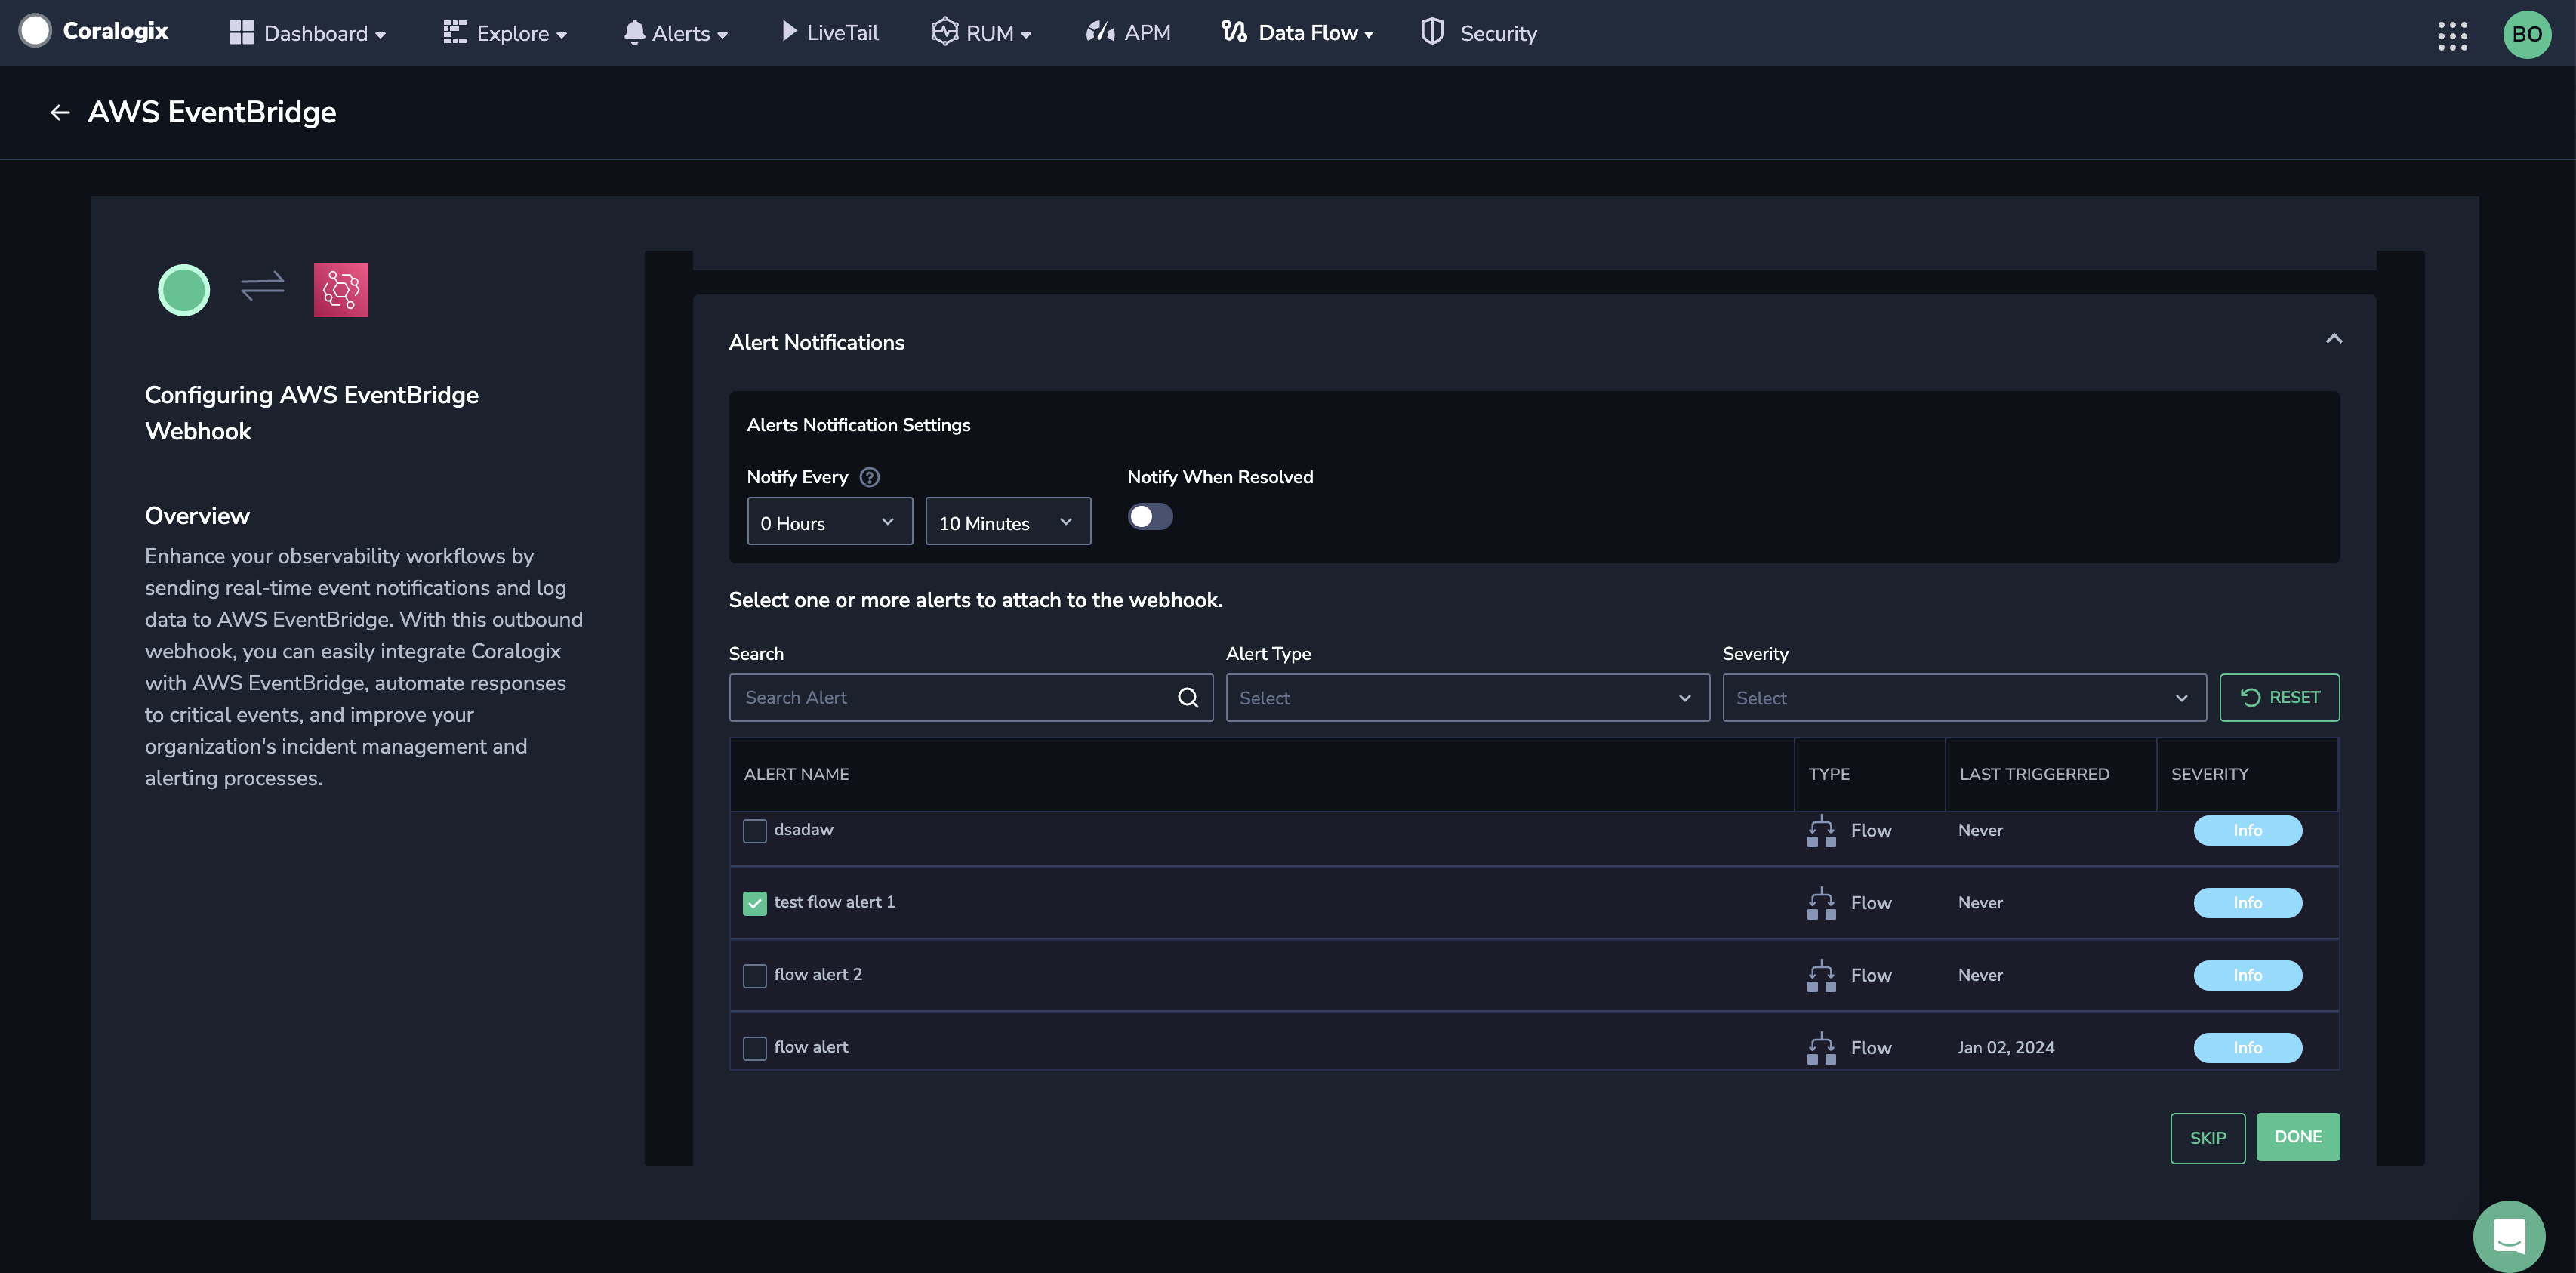 Coralogix
Dashboard
Explore
Alerts
LiveTail
RUM
APM
Data Flow
Security
BO
AWS EventBridge
Configuring AWS EventBridge
Webhook
Overview
Enhance your observability workflows by
sending real-time event notifications and log
data to AWS EventBridge. With this outbound
webhook, you can easily integrate Coralogix
with AWS EventBridge, automate responses
to critical events, and improve your
organization's incident management and
alerting processes.
Alert Notifications
Alerts Notification Settings
Notify Every ?
Notify When Resolved
0 Hours
10 Minutes
Select one or more alerts to attach to the webhook.
Search
Alert Type
Severity
Search Alert
Select
Select
RESET
ALERT NAME TYPE LAST TRIGGERRED SEVERITY
dsadaw Flow Never Info
test flow alert 1 Flow Never Info
flow alert 2 Flow Never Info
flow alert Flow Jan 02, 2024 Info
SKIP
DONE